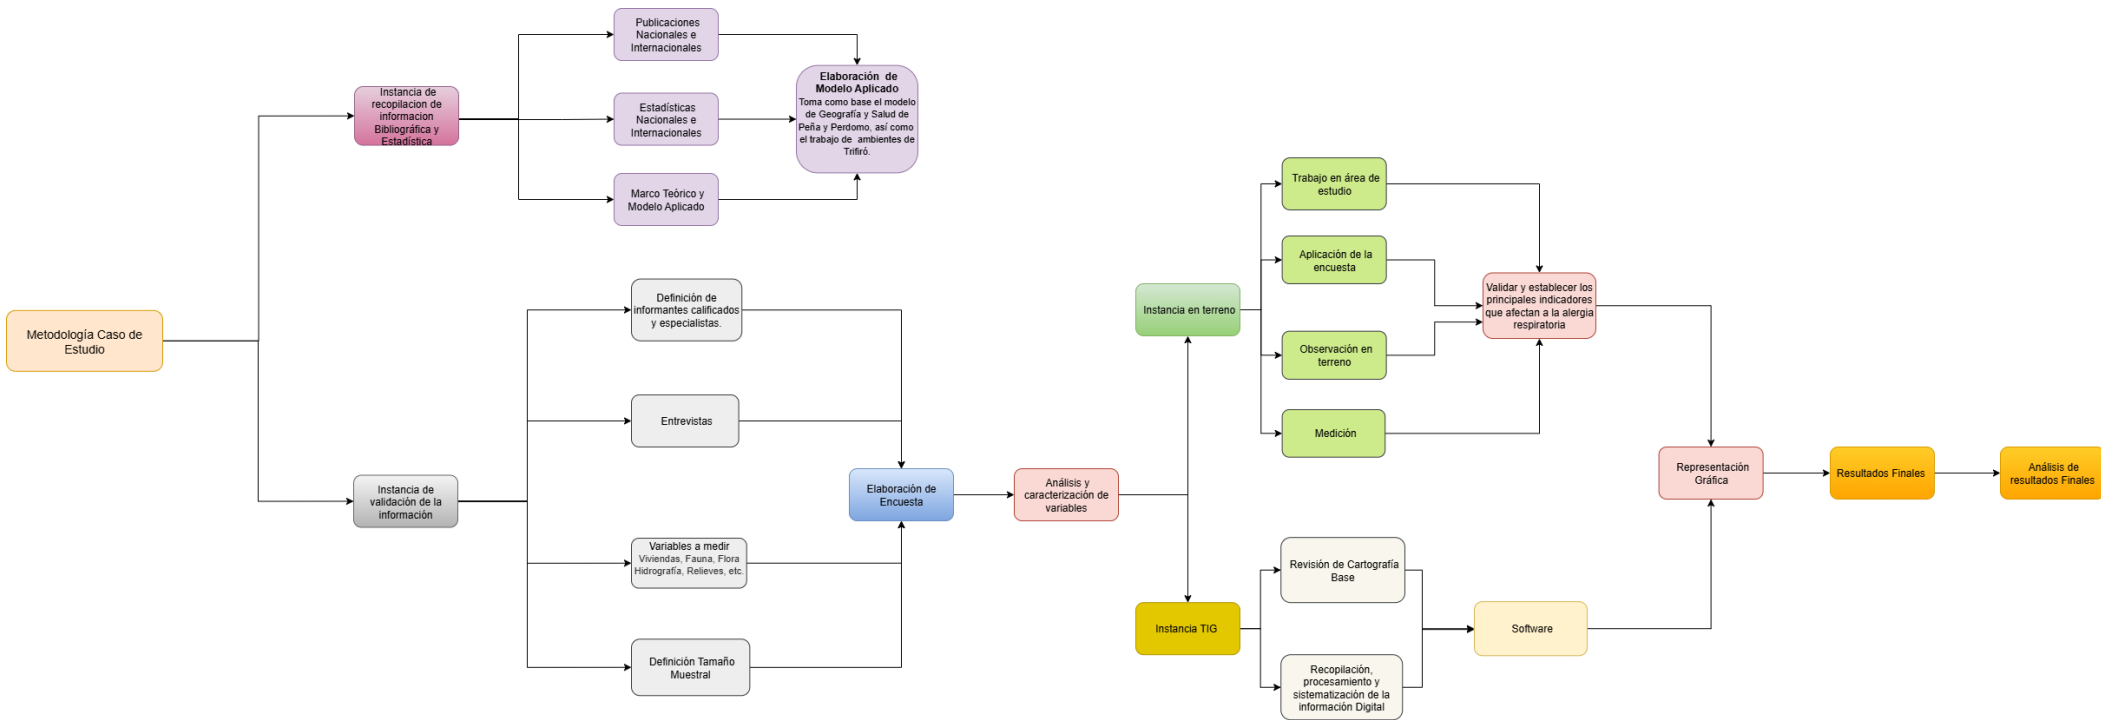 Metodología Caso de
Estudio
Instancia de
recopilacion de
informacion
Bibliográfica y
Estadística
Publicaciones
Nacionales e
Internacionales
Estadísticas
Nacionales e
Internacionales
Marco Teórico y
Modelo Aplicado
Elaboración de
Modelo Aplicado
Toma como base el modelo
de Geografía y Salud de
Peña y Perdomo, así como
el trabajo de ambientes de
Trifiró.
Instancia de
validación de la
información
Definición de
informantes calificados
y especialistas.
Entrevistas
Variables a medir
Viviendas, Fauna, Flora
Hidrografía, Relieves, etc.
Definición Tamaño
Muestral
Elaboración de
Encuesta
Análisis y
caracterización de
variables
Instancia en terreno
Trabajo en área de
estudio
Aplicación de la
encuesta
Observación en
terreno
Medición
Validar y establecer los
principales indicadores
que afectan a la alergia
respiratoria
Instancia TIG
Revisión de Cartografía
Base
Recopilación,
procesamiento y
sistematización de la
información Digital
Software
Representación
Gráfica
Resultados Finales
Análisis de
resultados Finales